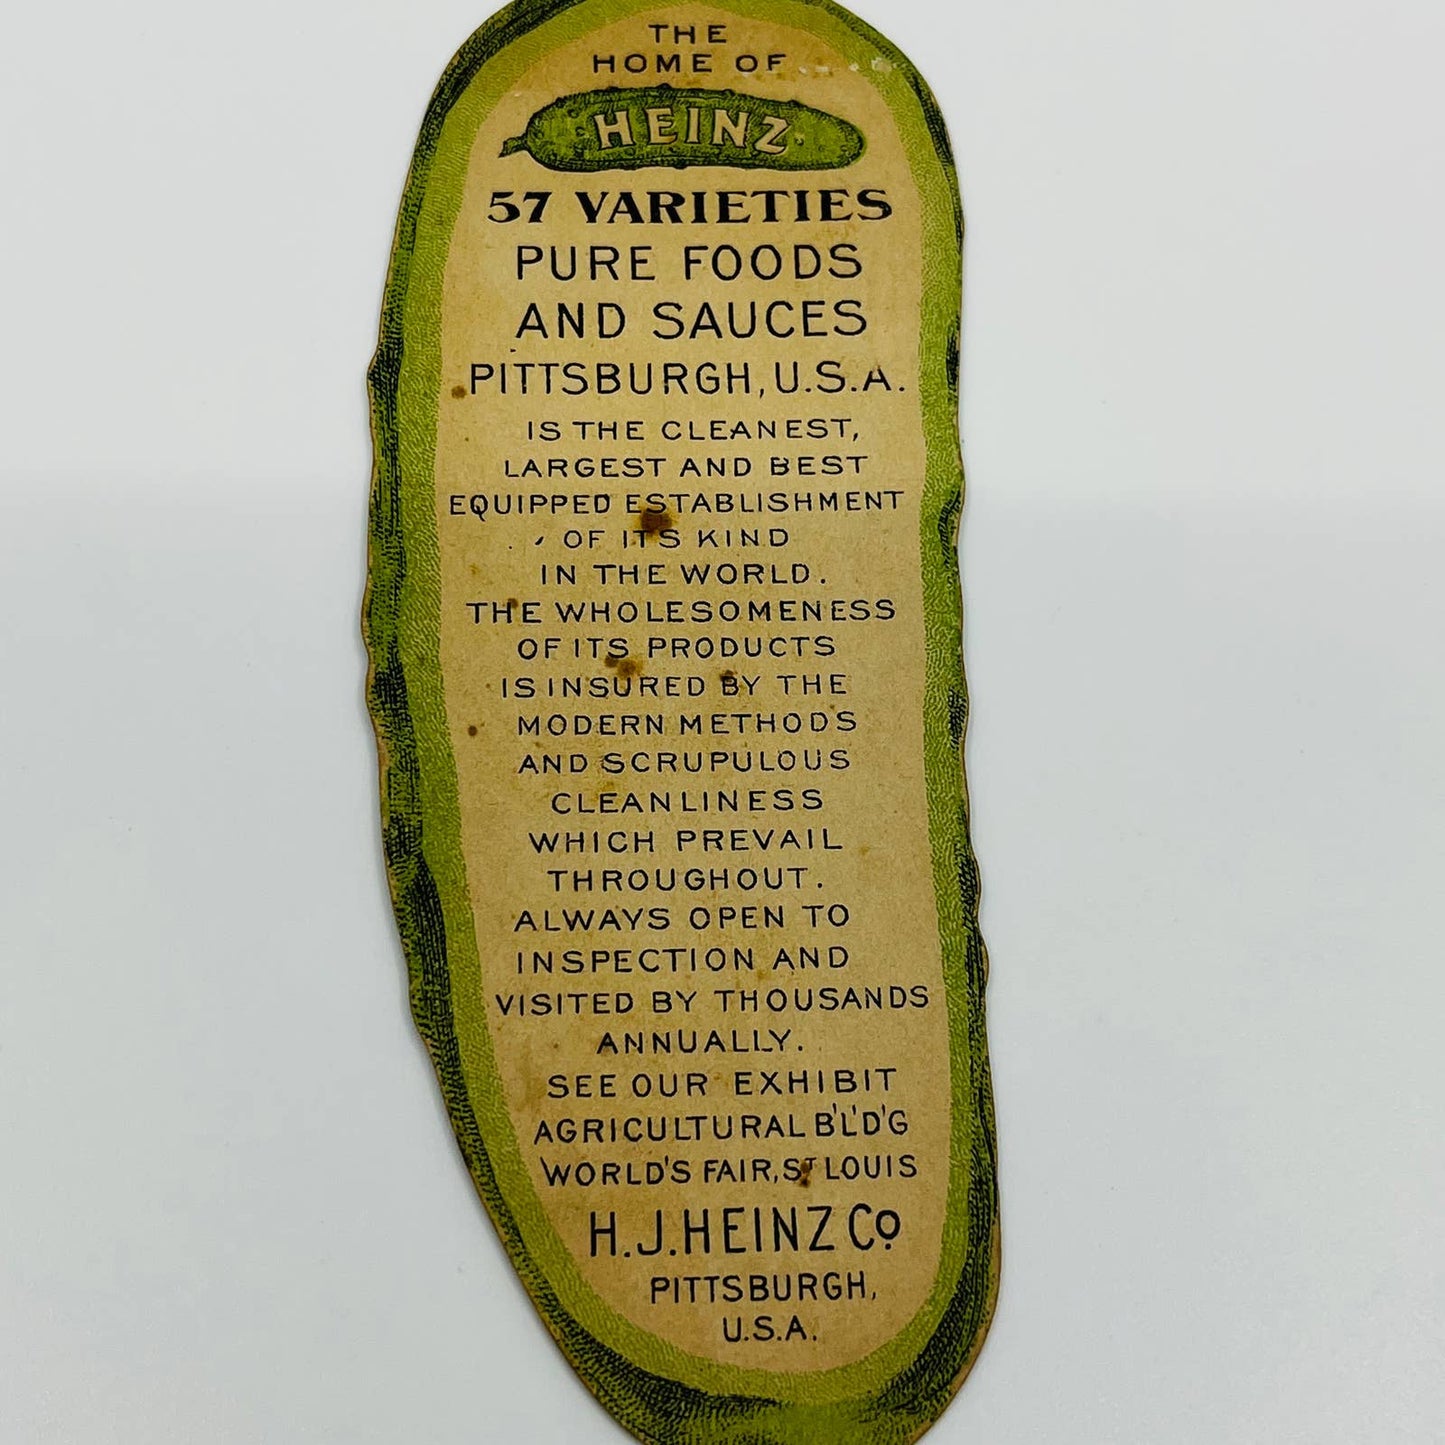 THE
HOME OF
HEINZ
57 VARIETIES
PURE FOODS
AND SAUCES
PITTSBURGH, U.S.A.
IS THE CLEANEST,
LARGEST AND BEST
EQUIPPED ESTABLISHMENT
OF ITS KIND
IN THE WORLD.
THE WHOLESOMENESS
OF ITS PRODUCTS
IS INSURED BY THE
MODERN METHODS
AND SCRUPULOUS
CLEANLINESS
WHICH PREVAIL
THROUGHOUT.
ALWAYS OPEN TO
INSPECTION AND
VISITED BY THOUSANDS
ANNUALLY.
SEE OUR EXHIBIT
AGRICULTURAL B'L'D'G
WORLD'S FAIR, ST LOUIS
H.J. HEINZ CO
PITTSBURGH,
U.S.A.